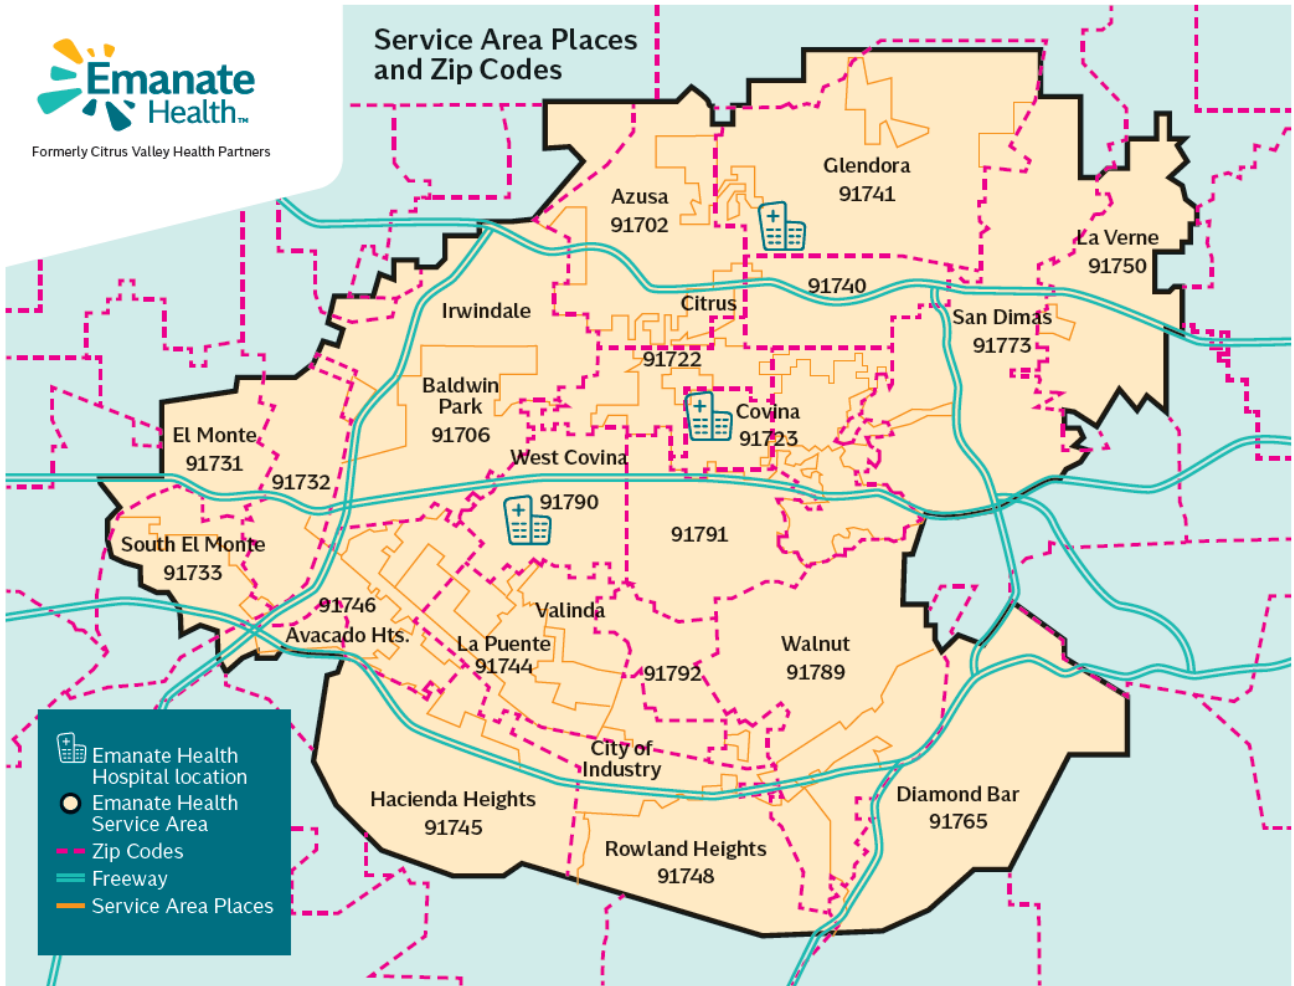 Emanate
Health™
Formerly Citrus Valley Health Partners
Service Area Places
and Zip Codes
Glendora
91741
Azusa
91702
La Verne
91750
91740
Irwindale
Citrus
San Dimas
91773
91722
Baldwin
Park
91706
Covina
91723
El Monte
91731
West Covina
91732
91790
91791
South El Monte
91733
91746
Avacado Hts.
Valinda
La Puente
91744
Walnut
91789
91792
City of
Industry
Hacienda Heights
91745
Diamond Bar
91765
Rowland Heights
91748
Emanate Health
Hospital location
Emanate Health
Service Area
Zip Codes
Freeway
Service Area Places